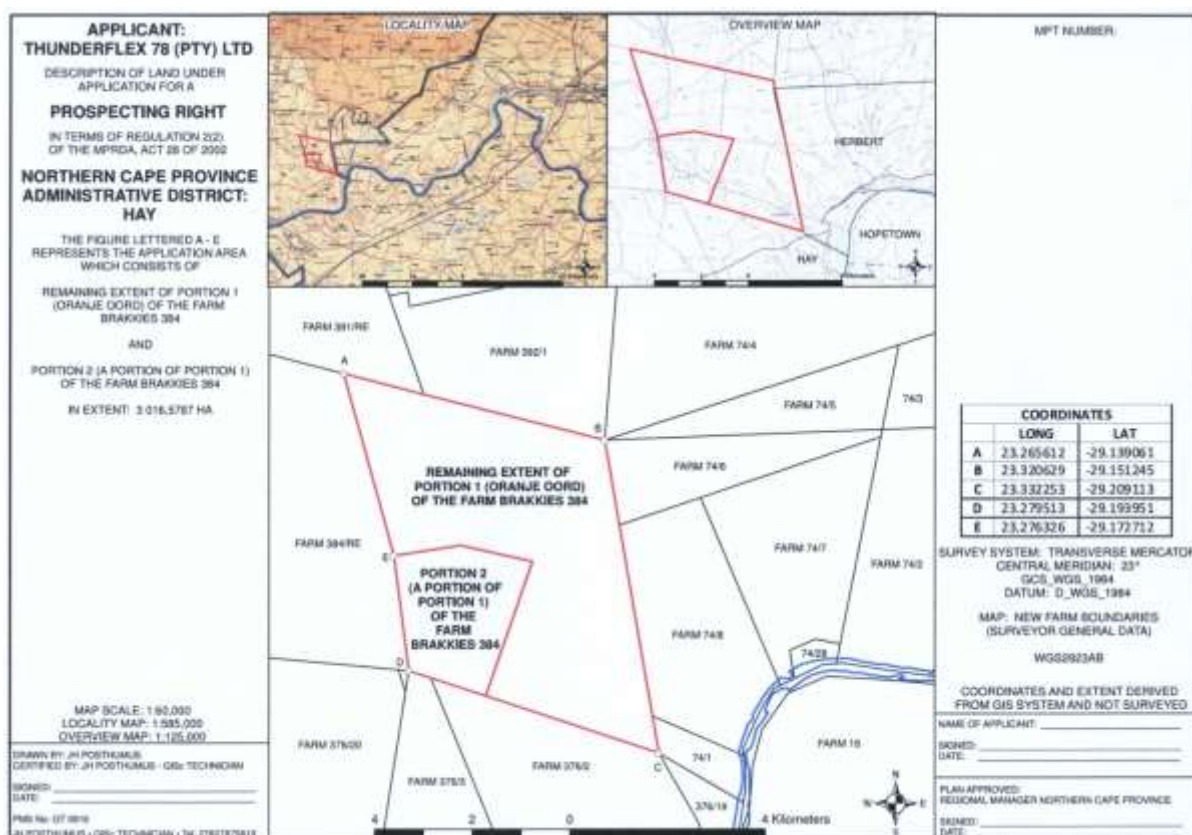 APPLICANT:
THUNDERFLEX 78 (PTY) LTD
DESCRIPTION OF LAND UNDER
APPLICATION FOR A
PROSPECTING RIGHT
IN TERMS OF REGULATION 2(2)
OF THE MPRDA, ACT 28 OF 2002
NORTHERN CAPE PROVINCE
ADMINISTRATIVE DISTRICT:
HAY
THE FIGURE LETTERED A - E
REPRESENTS THE APPLICATION AREA
WHICH CONSISTS OF
REMAINING EXTENT OF PORTION 1
(ORANJE OORD) OF THE FARM
BRAKKIES 384
AND
PORTION 2 (A PORTION OF PORTION 1)
OF THE FARM BRAKKIES 384
IN EXTENT: 3 016,5787 HA
MAP SCALE: 1:60,000
LOCALITY MAP: 1:585,000
OVERVIEW MAP: 1:125,000
DRAWN BY: JH POSTHUMUS
CERTIFIED BY: JH POSTHUMUS - GISc TECHNICIAN
SIGNED:
DATE:
JH POSTHUMUS - GISc TECHNICIAN
LOCALITY MAP
OVERVIEW MAP
HERBERT
HOPETOWN
HAY
FARM 381/RE
FARM 382/1
FARM 74/4
A
FARM 74/5
74/3
B
FARM 74/6
REMAINING EXTENT OF
PORTION 1 (ORANJE OORD)
OF THE FARM BRAKKIES 384
FARM 384/RE
E
FARM 74/7
FARM 74/2
PORTION 2
(A PORTION OF
PORTION 1)
OF THE
FARM
BRAKKIES 384
FARM 74/8
74/28
D
FARM 376/20
FARM 376/2
74/1
FARM 16
C
376/19
N
W
E
S
4 2 0 4 Kilometers
MPT NUMBER:
COORDINATES
LONG LAT
A 23.265612 -29.139061
B 23.320629 -29.151245
C 23.332253 -29.209113
D 23.279513 -29.193951
E 23.276326 -29.172712
SURVEY SYSTEM: TRANSVERSE MERCATOR
CENTRAL MERIDIAN: 23°
GCS_WGS_1984
DATUM: D_WGS_1984
MAP: NEW FARM BOUNDARIES
(SURVEYOR GENERAL DATA)
WGS2923AB
COORDINATES AND EXTENT DERIVED
FROM GIS SYSTEM AND NOT SURVEYED
NAME OF APPLICANT:
SIGNED:
DATE:
PLAN APPROVED:
REGIONAL MANAGER NORTHERN CAPE PROVINCE
SIGNED:
DATE: